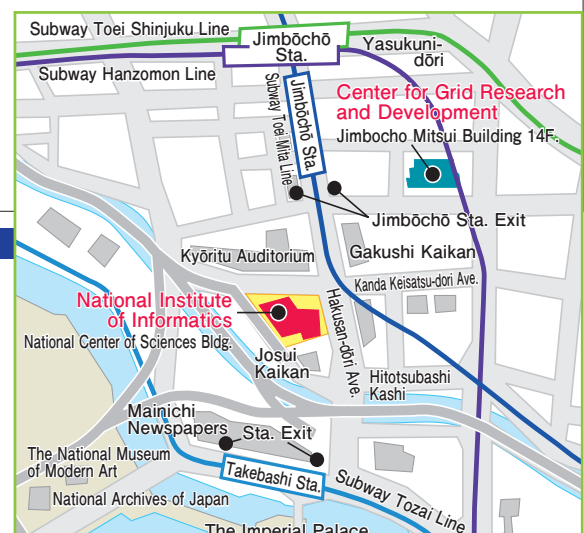 Subway Toei Shinjuku Line
Jimbōchō
Sta.
Yasukuni-
dōri
Subway Hanzomon Line
Subway Toei Mita Line
Jimbōchō Sta.
Center for Grid Research
and Development
Jimbocho Mitsui Building 14F.
Jimbōchō Sta. Exit
Kyōritu Auditorium
Gakushi Kaikan
Kanda Keisatsu-dori Ave.
National Institute
of Informatics
National Center of Sciences Bldg.
Hakusan-dōri Ave.
Josui
Kaikan
Hitotsubashi
Kashi
Mainichi
Newspapers
Sta. Exit
The National Museum
of Modern Art
Takebashi Sta.
Subway Tozai Line
National Archives of Japan
The Imperial Palace